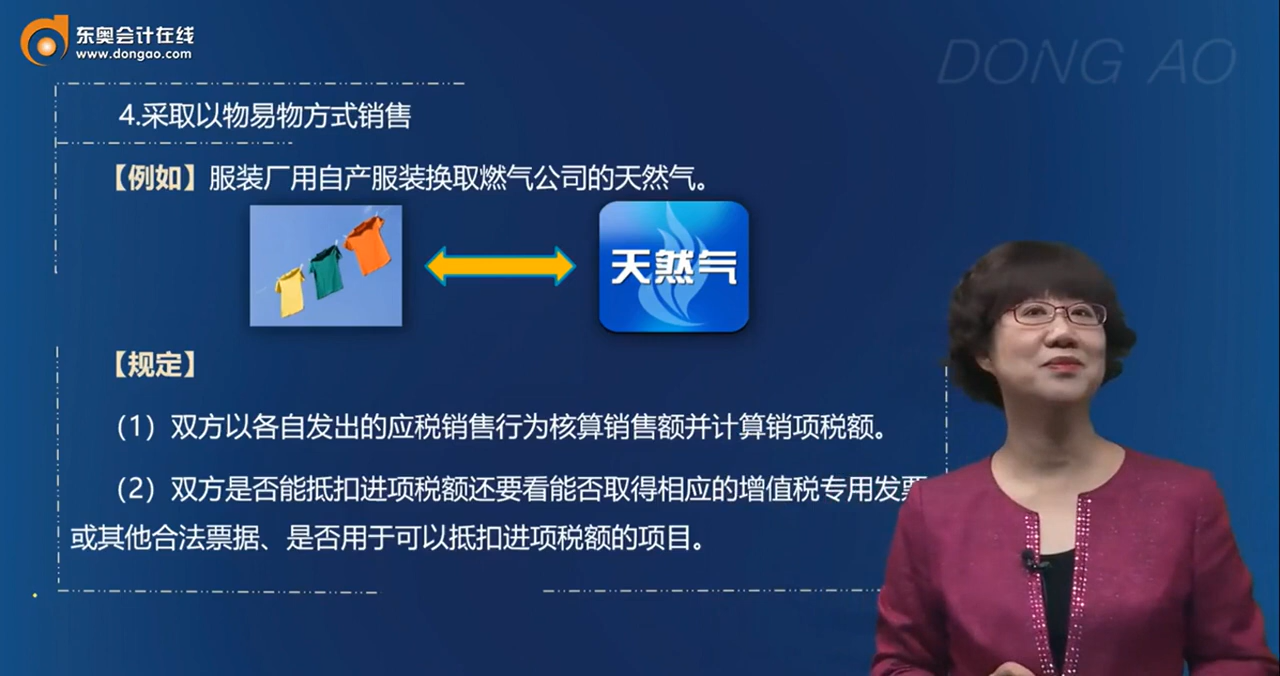 东奥会计在线
www.dongao.com
DONG AO
4.采取以物易物方式销售
【例如】服装厂用自产服装换取燃气公司的天然气。
天然气
【规定】
（1）双方以各自发出的应税销售行为核算销售额并计算销项税额。
（2）双方是否能抵扣进项税额还要看能否取得相应的增值税专用发票
或其他合法票据、是否用于可以抵扣进项税额的项目。